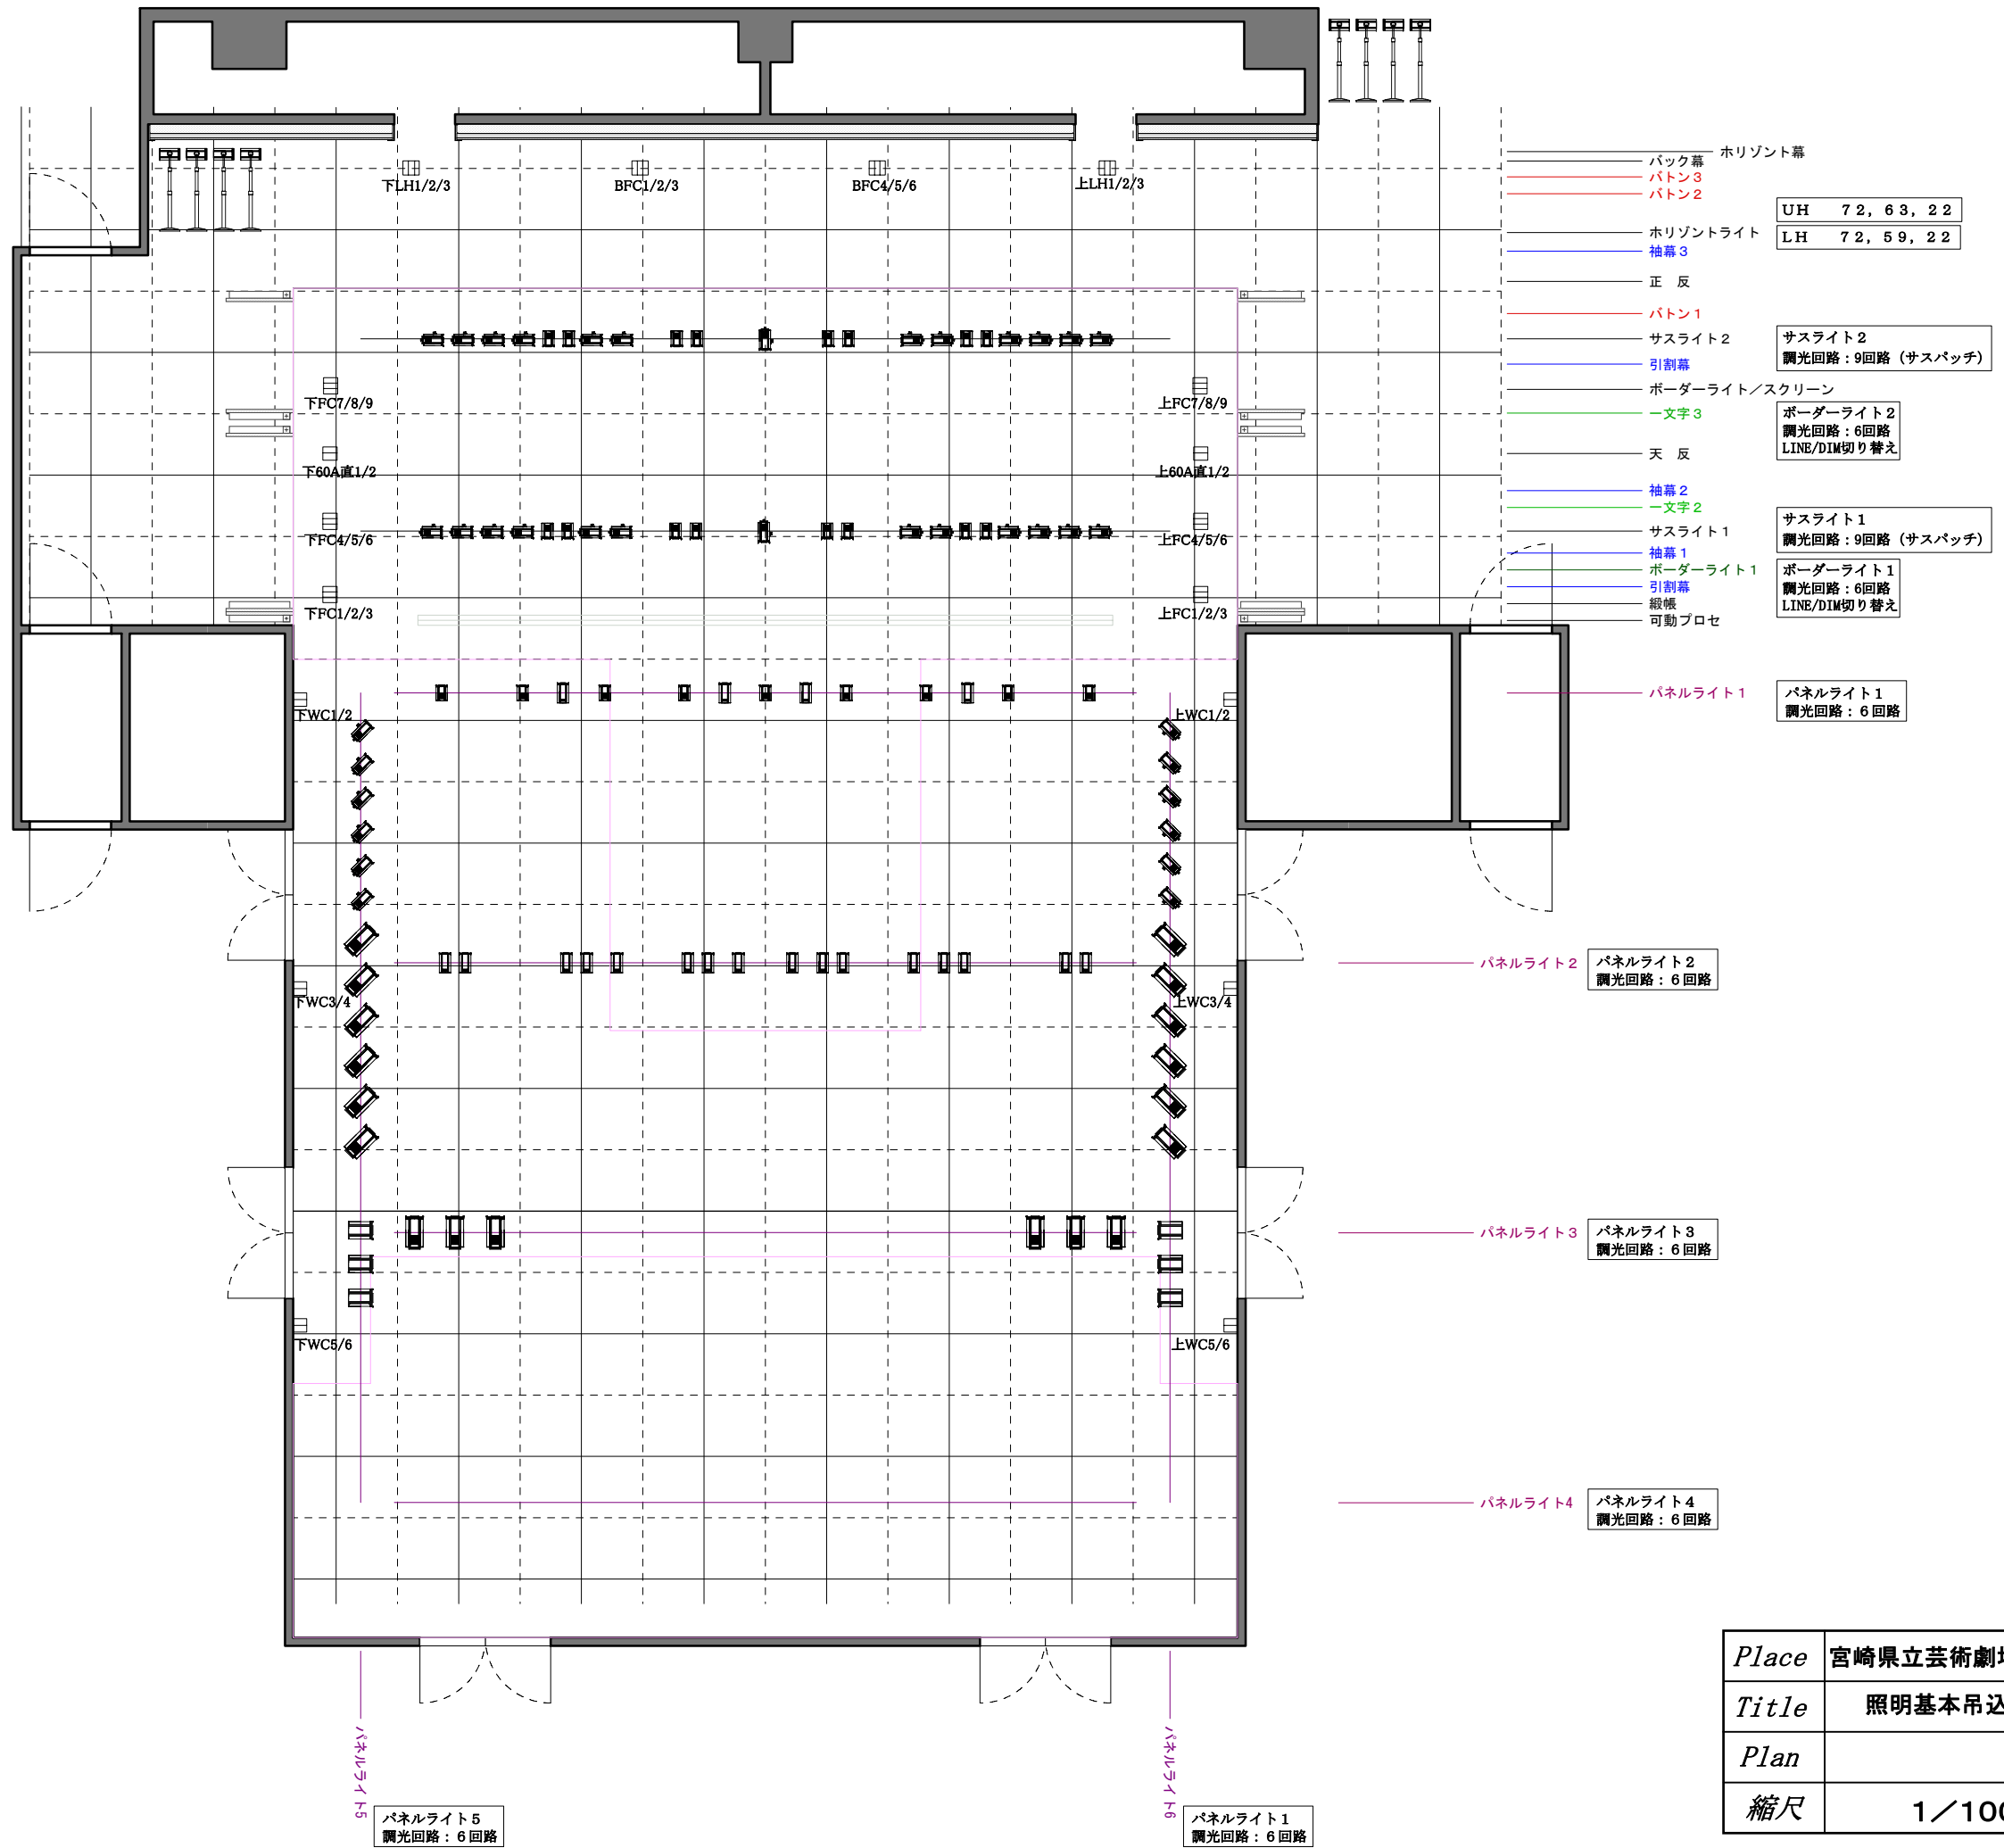 ホリゾント幕
バック幕
バトン３
バトン２
UH　７２，６３，２２
ホリゾントライト
LH　７２，５９，２２
袖幕３
正　反
バトン１
サスライト２
サスライト２
調光回路：9回路（サスパッチ）
引割幕
ボーダーライト／スクリーン
一文字３
ボーダーライト２
調光回路：6回路
LINE/DIM切り替え
天　反
袖幕２
一文字２
サスライト１
サスライト１
調光回路：9回路（サスパッチ）
袖幕１
ボーダーライト１
ボーダーライト１
調光回路：6回路
LINE/DIM切り替え
引割幕
緞帳
可動プロセ
パネルライト１
パネルライト１
調光回路：６回路
下LH1/2/3
BFC1/2/3
BFC4/5/6
上LH1/2/3
下FC7/8/9
上FC7/8/9
下60A直1/2
上60A直1/2
下FC4/5/6
上FC4/5/6
下FC1/2/3
上FC1/2/3
下WC1/2
上WC1/2
パネルライト２
パネルライト２
調光回路：６回路
下WC3/4
上WC3/4
パネルライト３
パネルライト３
調光回路：６回路
下WC5/6
上WC5/6
パネルライト4
パネルライト４
調光回路：６回路
パネルライト5
パネルライト５
調光回路：６回路
パネルライト6
パネルライト１
調光回路：６回路
Place 宮崎県立芸術劇
Title 照明基本吊込
Plan
縮尺 １／100